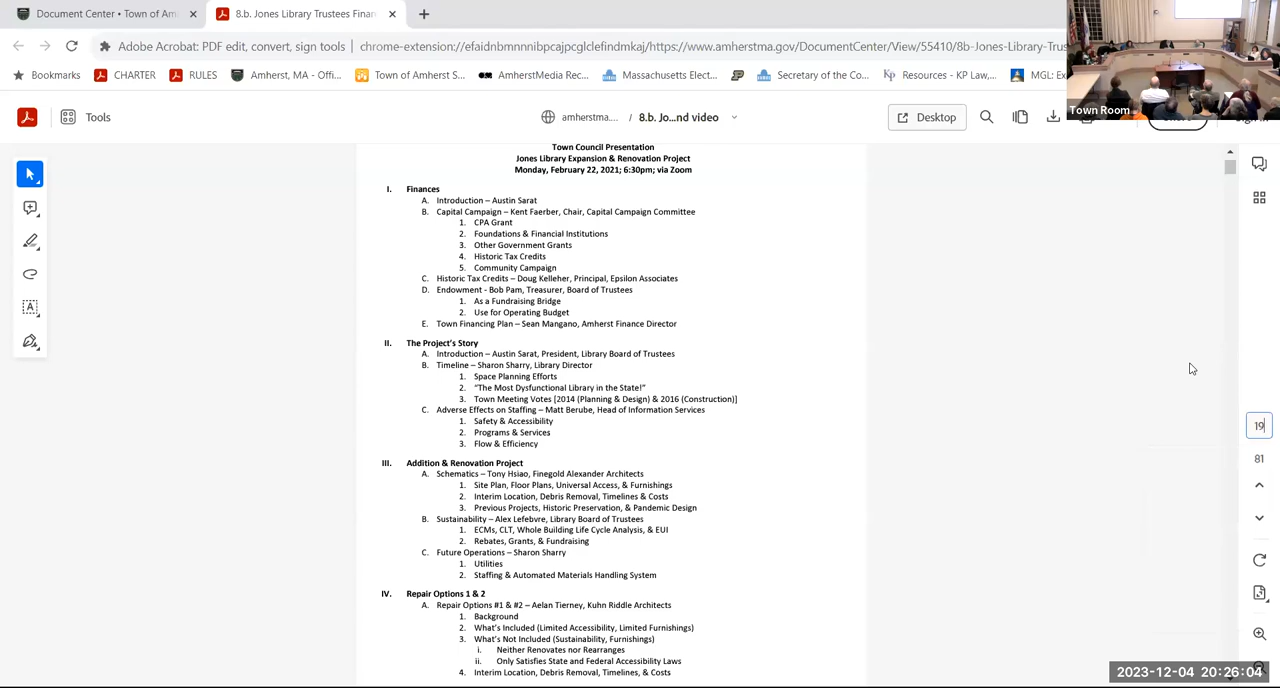 Document Center • Town of Am
8.b. Jones Library Trustees Finan
Adobe Acrobat: PDF edit, convert, sign tools
chrome-extension://efaidnbmnnnibpcajpcglclefindmkaj/https://www.amherstma.gov/DocumentCenter/View/55410/8b-Jones-Library-Trus
Bookmarks
CHARTER
RULES
Amherst, MA - Offi...
Town of Amherst S...
AmherstMedia Rec...
Massachusetts Elect...
Secretary of the Co...
Resources - KP Law,...
MGL: Ex
Town Room
Tools
amherstma....
/ 8.b. Jo...nd video
Desktop
Town Council Presentation
Jones Library Expansion & Renovation Project
Monday, February 22, 2021; 6:30pm; via Zoom
I. Finances
A. Introduction – Austin Sarat
B. Capital Campaign – Kent Faerber, Chair, Capital Campaign Committee
1. CPA Grant
2. Foundations & Financial Institutions
3. Other Government Grants
4. Historic Tax Credits
5. Community Campaign
C. Historic Tax Credits – Doug Kelleher, Principal, Epsilon Associates
D. Endowment - Bob Pam, Treasurer, Board of Trustees
1. As a Fundraising Bridge
2. Use for Operating Budget
E. Town Financing Plan – Sean Mangano, Amherst Finance Director
II. The Project's Story
A. Introduction – Austin Sarat, President, Library Board of Trustees
B. Timeline – Sharon Sharry, Library Director
1. Space Planning Efforts
2. “The Most Dysfunctional Library in the State!”
3. Town Meeting Votes [2014 (Planning & Design) & 2016 (Construction)]
C. Adverse Effects on Staffing – Matt Berube, Head of Information Services
1. Safety & Accessibility
2. Programs & Services
3. Flow & Efficiency
III. Addition & Renovation Project
A. Schematics – Tony Hsiao, Finegold Alexander Architects
1. Site Plan, Floor Plans, Universal Access, & Furnishings
2. Interim Location, Debris Removal, Timelines & Costs
3. Previous Projects, Historic Preservation, & Pandemic Design
B. Sustainability – Alex Lefebvre, Library Board of Trustees
1. ECMs, CLT, Whole Building Life Cycle Analysis, & EUI
2. Rebates, Grants, & Fundraising
C. Future Operations – Sharon Sharry
1. Utilities
2. Staffing & Automated Materials Handling System
IV. Repair Options 1 & 2
A. Repair Options #1 & #2 – Aelan Tierney, Kuhn Riddle Architects
1. Background
2. What's Included (Limited Accessibility, Limited Furnishings)
3. What's Not Included (Sustainability, Furnishings)
i. Neither Renovates nor Rearranges
ii. Only Satisfies State and Federal Accessibility Laws
4. Interim Location, Debris Removal, Timelines, & Costs
19
81
2023-12-04 20:26:04